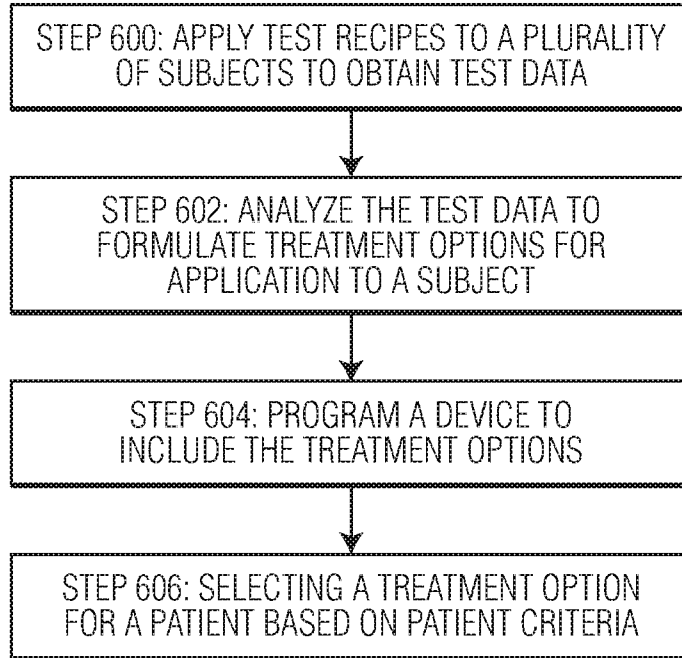 STEP 600: APPLY TEST RECIPES TO A PLURALITY
OF SUBJECTS TO OBTAIN TEST DATA
STEP 602: ANALYZE THE TEST DATA TO
FORMULATE TREATMENT OPTIONS FOR
APPLICATION TO A SUBJECT
STEP 604: PROGRAM A DEVICE TO
INCLUDE THE TREATMENT OPTIONS
STEP 606: SELECTING A TREATMENT OPTION
FOR A PATIENT BASED ON PATIENT CRITERIA